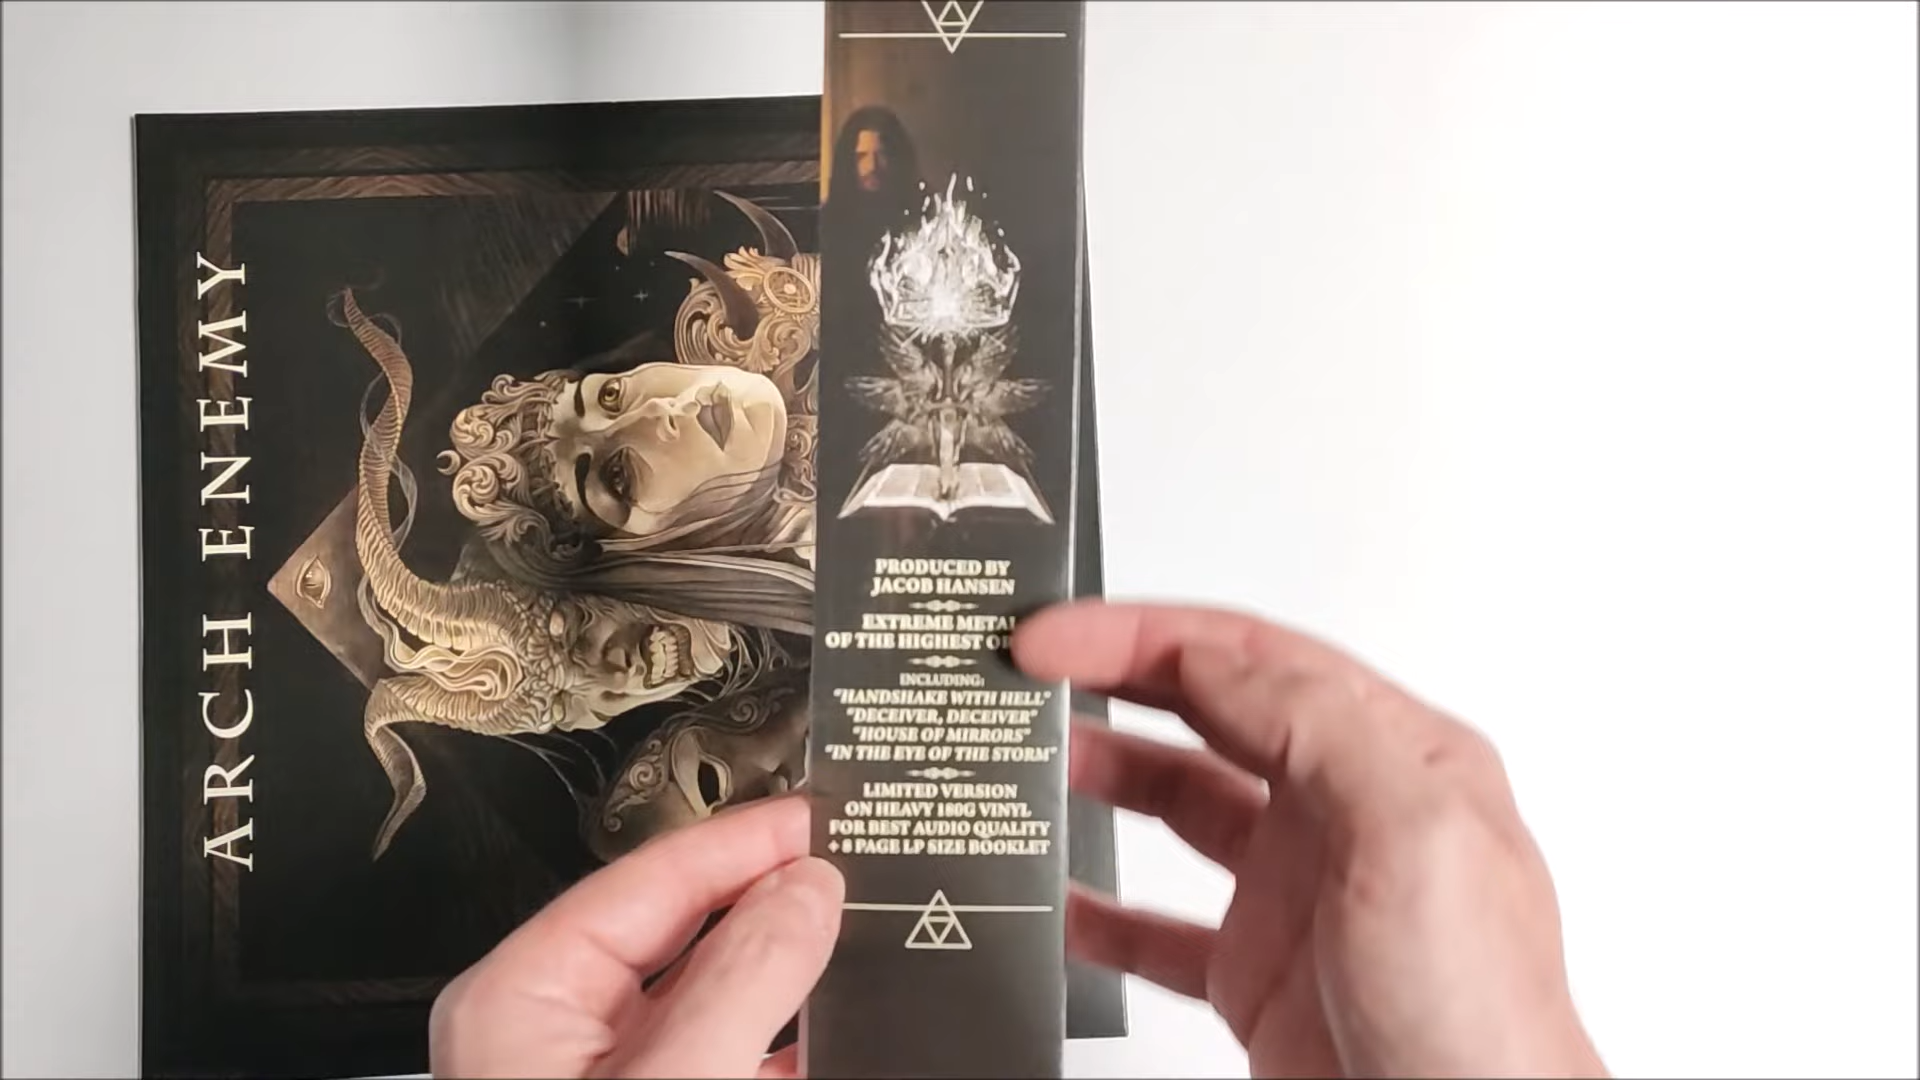 ARCH ENEMY
PRODUCED BY
JACOB HANSEN
EXTREME METAL
OF THE HIGHEST
INCLUDING:
"HANDSHAKE WITH HELL"
"DECEIVER, DECEIVER"
"HOUSE OF MIRRORS"
"IN THE EYE OF THE STORM"
LIMITED VERSION
ON HEAVY 180G VINYL
FOR BEST AUDIO QUALITY
+ 8 PAGE LP SIZE BOOKLET